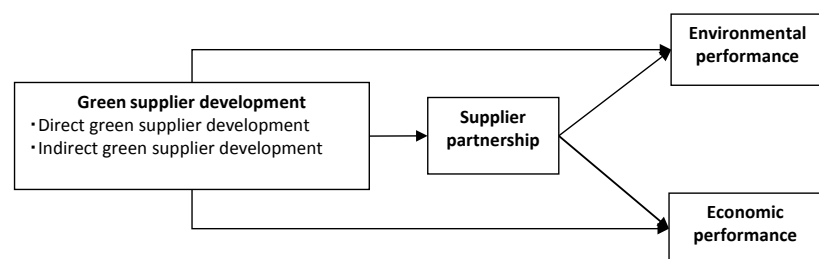 Environmental
performance
Green supplier development
・Direct green supplier development
・Indirect green supplier development
Supplier
partnership
Economic
performance